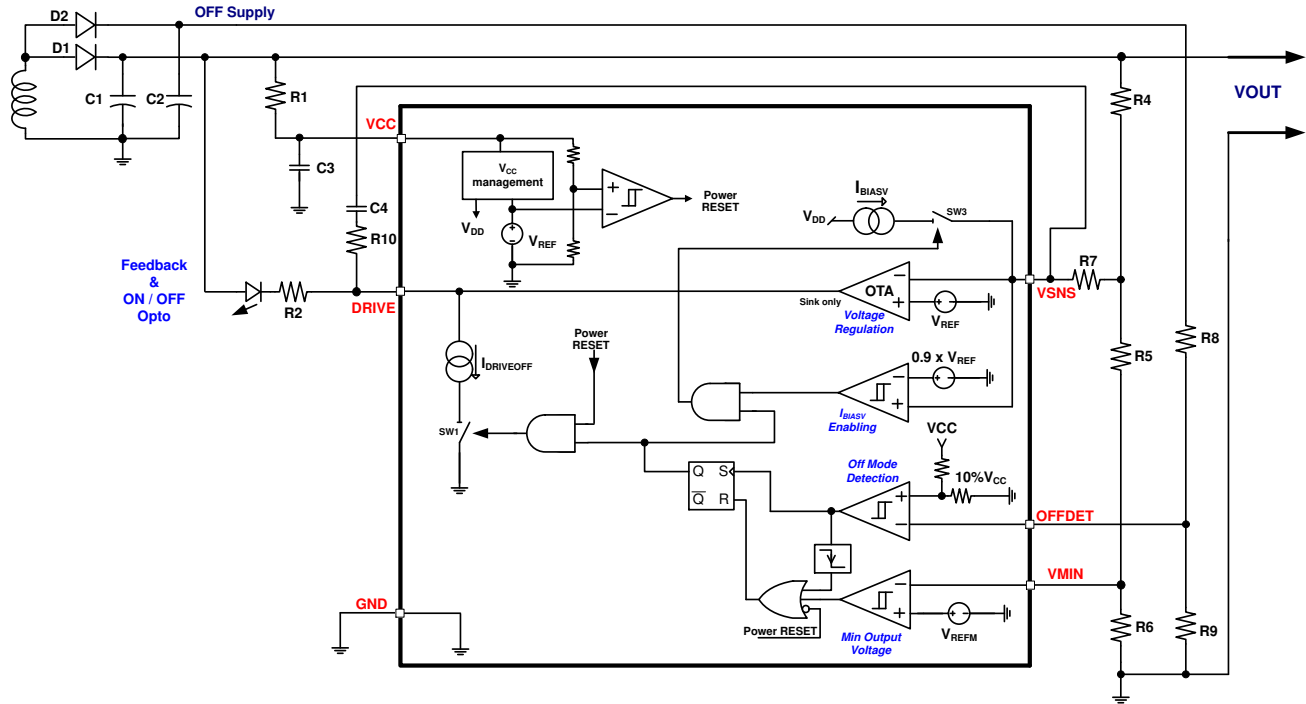 D2
OFF Supply
D1
C1
C2
R1
R4
VOUT
VCC
C3
VCC
management
Power
RESET
IBIASV
SW3
VDD
C4
R10
VDD
VREF
R7
Feedback
&
ON / OFF
Opto
R2
DRIVE
OTA
Sink only
Voltage
Regulation
VREF
VSNS
R8
R5
Power
RESET
IDRIVEOFF
0.9 x VREF
SW1
IBIASV
Enabling
VCC
Off Mode
Detection
10%VCC
Q
S
Q
R
OFFDET
VMIN
GND
Power RESET
Min Output
Voltage
VREFM
R6
R9
+
−
−
+
−
+
+
−
−
+